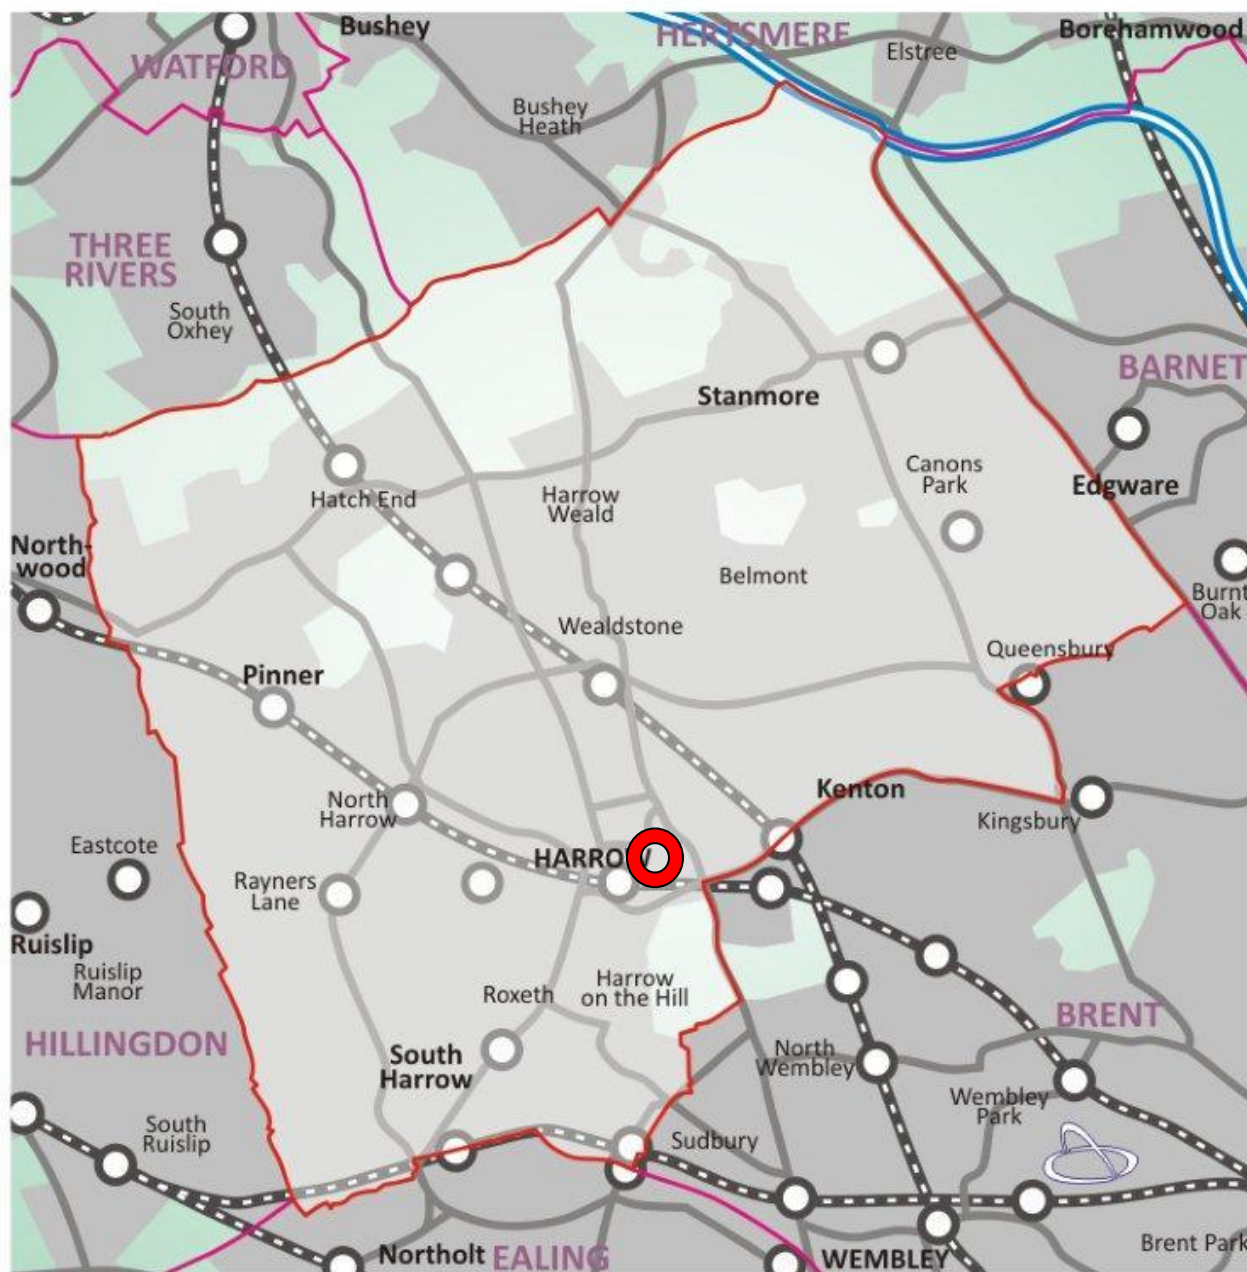 Bushey
HERTSMERE
Borehamwood
WATFORD
Elstree
Bushey
Heath
THREE
RIVERS
South
Oxhey
BARNET
Stanmore
Canons
Park
Edgware
Hatch End
Harrow
Weald
North-
wood
Belmont
Burnt
Oak
Wealdstone
Queensbury
Pinner
Kenton
North
Harrow
Kingsbury
Eastcote
HARROW
Rayners
Lane
Ruislip
Ruislip
Manor
Roxeth
Harrow
on the Hill
HILLINGDON
BRENT
South
Harrow
North
Wembley
Wembley
Park
South
Ruislip
Sudbury
Northolt
EALING
WEMBLEY
Brent Park